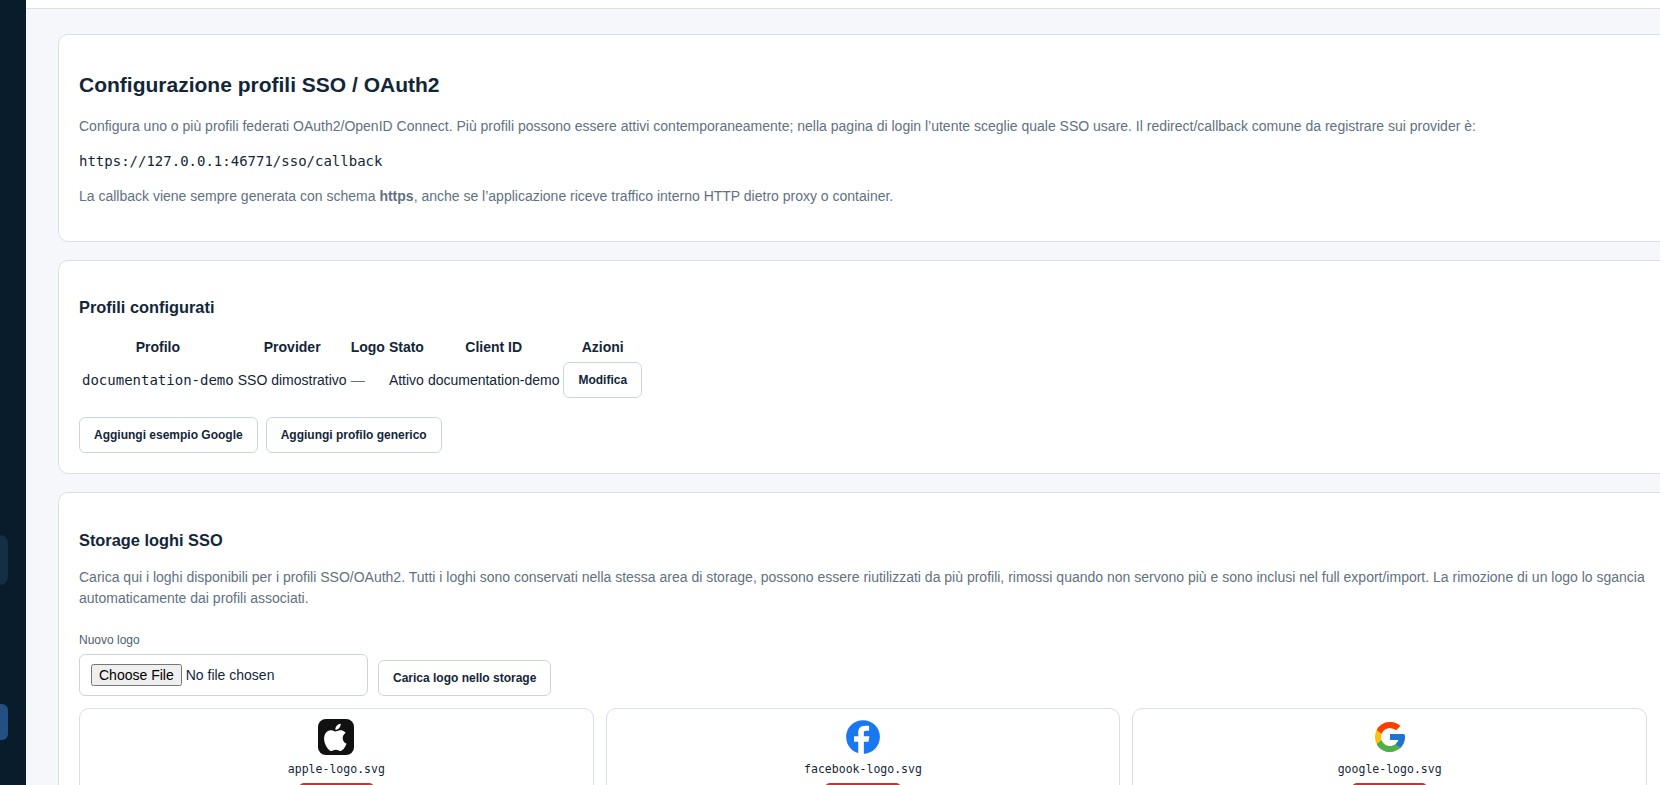 Configurazione profili SSO / OAuth2
Configura uno o più profili federati OAuth2/OpenID Connect. Più profili possono essere attivi contemporaneamente; nella pagina di login l’utente sceglie quale SSO usare. Il redirect/callback comune da registrare sui provider è:
https://127.0.0.1:46771/sso/callback
La callback viene sempre generata con schema https, anche se l’applicazione riceve traffico interno HTTP dietro proxy o container.
Profili configurati
Profilo Provider Logo Stato Client ID Azioni
documentation-demo SSO dimostrativo — Attivo documentation-demo Modifica
Aggiungi esempio Google Aggiungi profilo generico
Storage loghi SSO
Carica qui i loghi disponibili per i profili SSO/OAuth2. Tutti i loghi sono conservati nella stessa area di storage, possono essere riutilizzati da più profili, rimossi quando non servono più e sono inclusi nel full export/import. La rimozione di un logo lo sgancia
automaticamente dai profili associati.
Nuovo logo
Choose File No file chosen Carica logo nello storage
apple-logo.svg facebook-logo.svg google-logo.svg